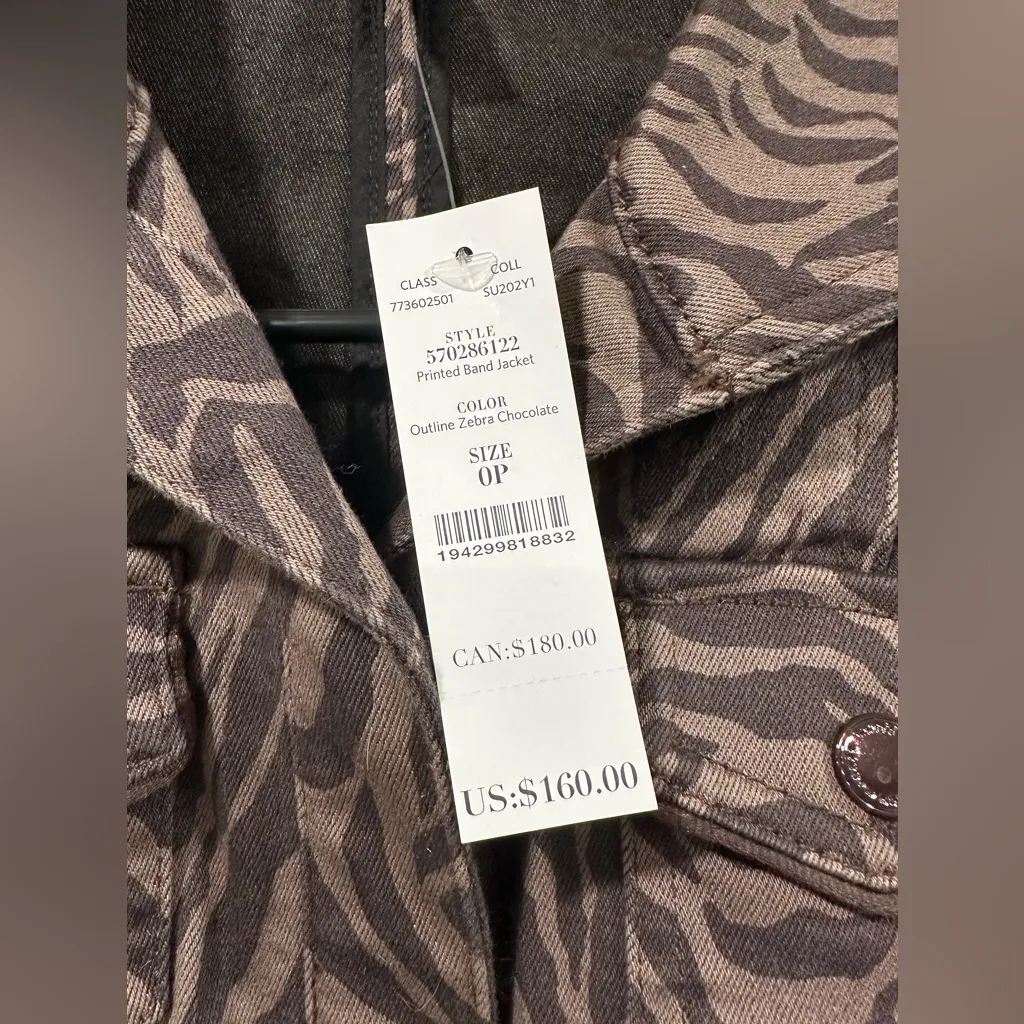 CLASS COLL
773602501 SU202Y1
STYLE
570286122
Printed Band Jacket
COLOR
Outline Zebra Chocolate
SIZE
0P
194299818832
CAN:$180.00
US:$160.00